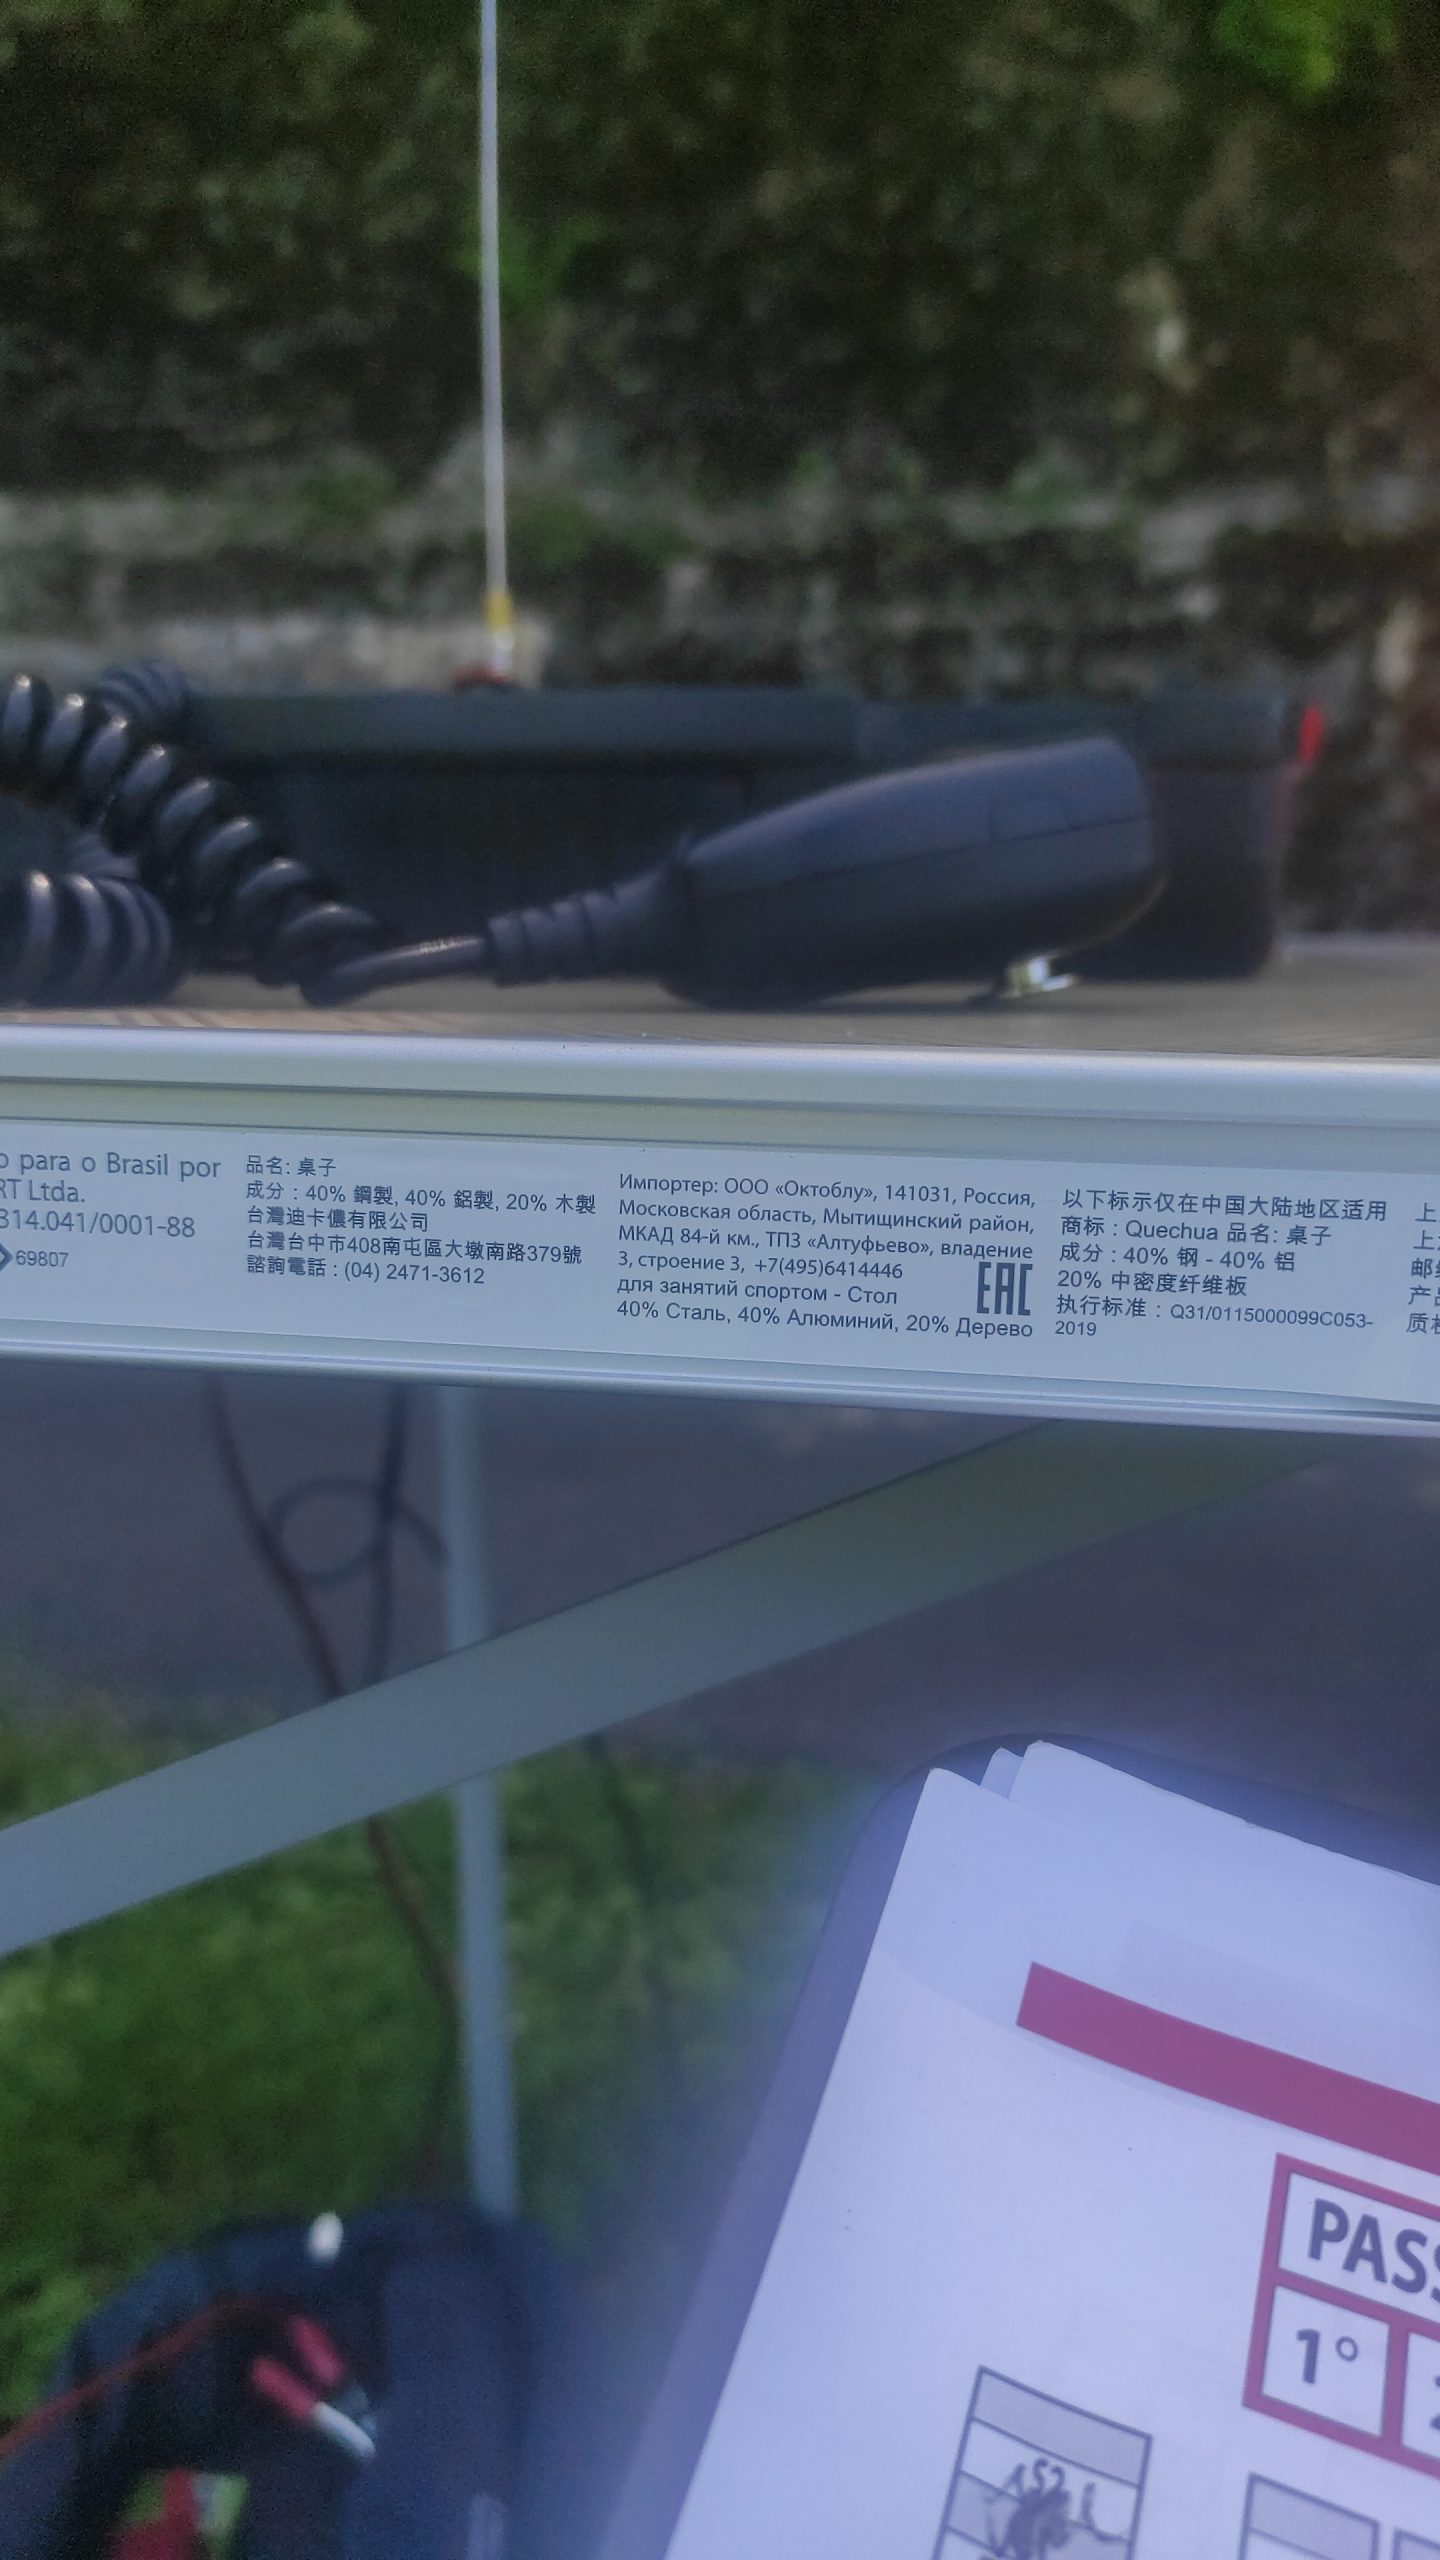 para o Brasil por
Ltda.
314.041/0001-88
69807
品名: 桌子
成分 : 40% 鋼製, 40% 鋁製, 20% 木製
台灣迪卡儂有限公司
台灣台中市408南屯區大墩南路379號
諮詢電話 : (04) 2471-3612
Импортер: ООО «Октоблу», 141031, Россия,
Московская область, Мытищинский район,
МКАД 84-й км., ТПЗ «Алтуфьево», владение
3, строение 3, +7(495)6414446
для занятий спортом - Стол
40% Сталь, 40% Алюминий, 20% Дерево
EAC
以下标示仅在中国大陆地区适用
商标 : Quechua 品名: 桌子
成分 : 40% 钢 - 40% 铝
20% 中密度纤维板
执行标准 : Q31/0115000099C053-
2019
上
上
邮
产品
质
PASS
1°